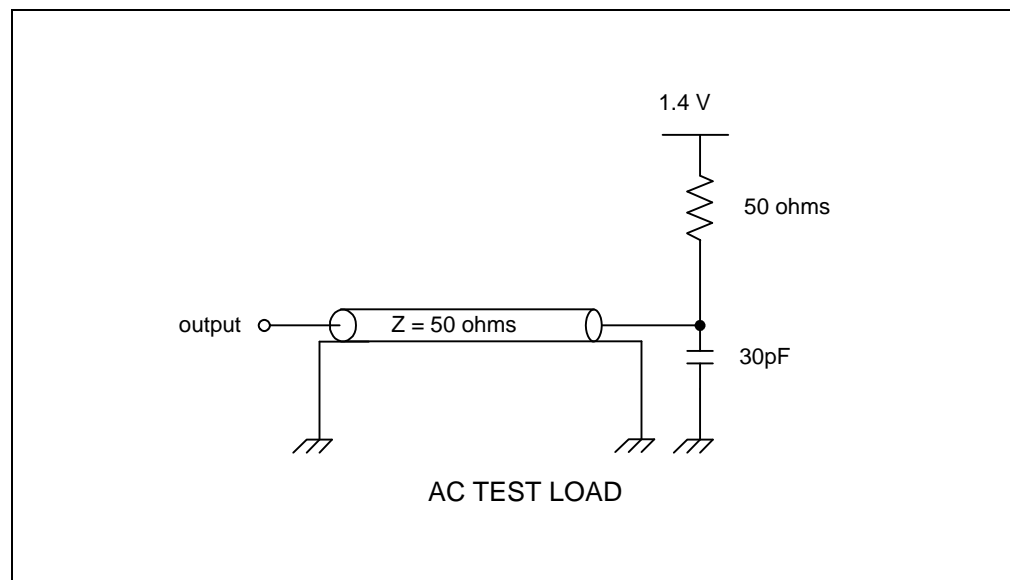 1.4 V
50 ohms
output
Z = 50 ohms
30pF
AC TEST LOAD